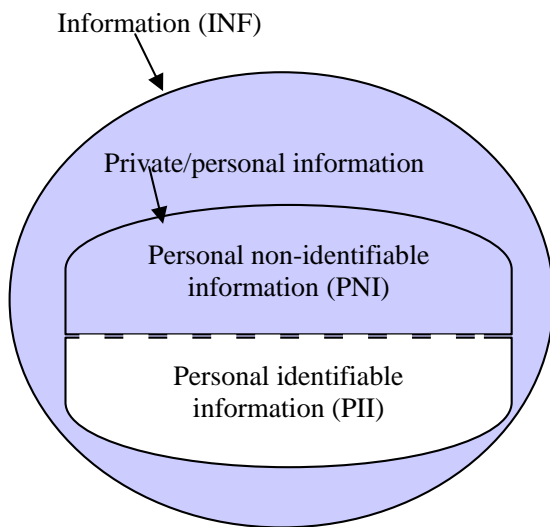 Information (INF)
Private/personal information
Personal non-identifiable
information (PNI)
Personal identifiable
information (PII)